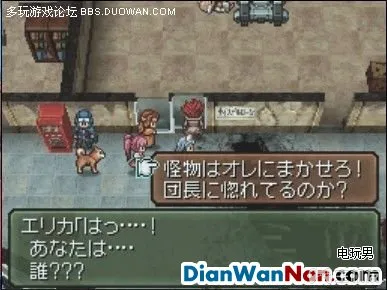 多玩游戏论坛 BBS.DUOWAN.COM
怪物はオレにまかせろ!
団長に惚れてるのか?
エリカ「はっ‥‥!
あなたは‥‥
誰???
电玩男
DianWanNan.com